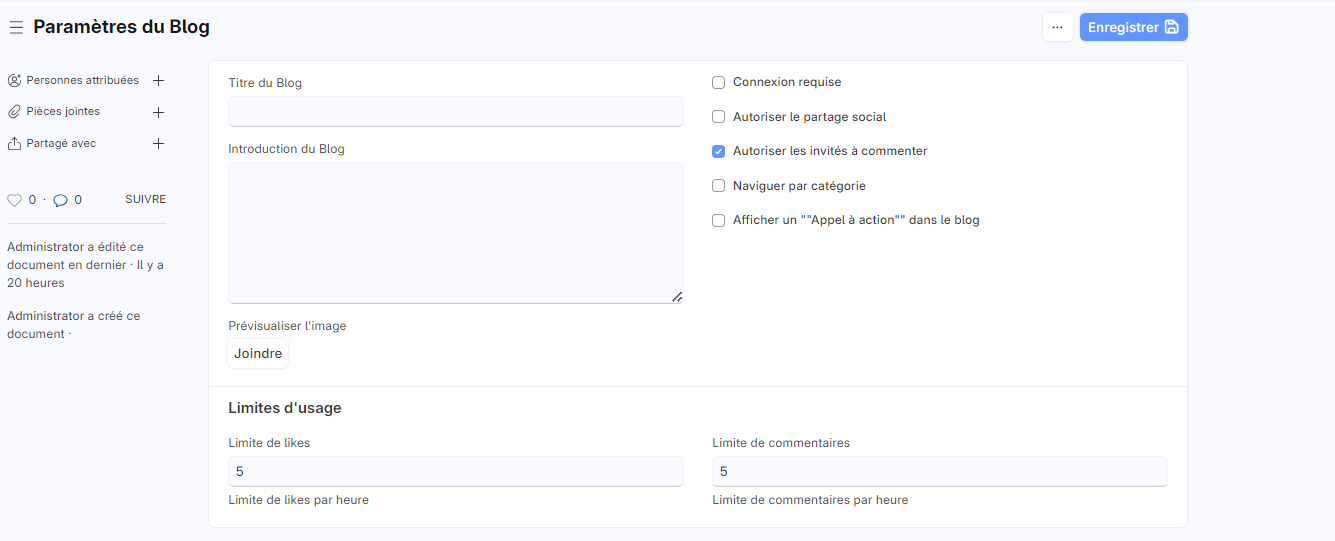 Paramètres du Blog
...
Enregistrer
Personnes attribuées
Pièces jointes
Partagé avec
0 · 0 SUIVRE
Administrator a édité ce
document en dernier · Il y a
20 heures
Administrator a créé ce
document ·
Titre du Blog
Introduction du Blog
Prévisualiser l'image
Joindre
Connexion requise
Autoriser le partage social
Autoriser les invités à commenter
Naviguer par catégorie
Afficher un ""Appel à action"" dans le blog
Limites d'usage
Limite de likes
5
Limite de likes par heure
Limite de commentaires
5
Limite de commentaires par heure